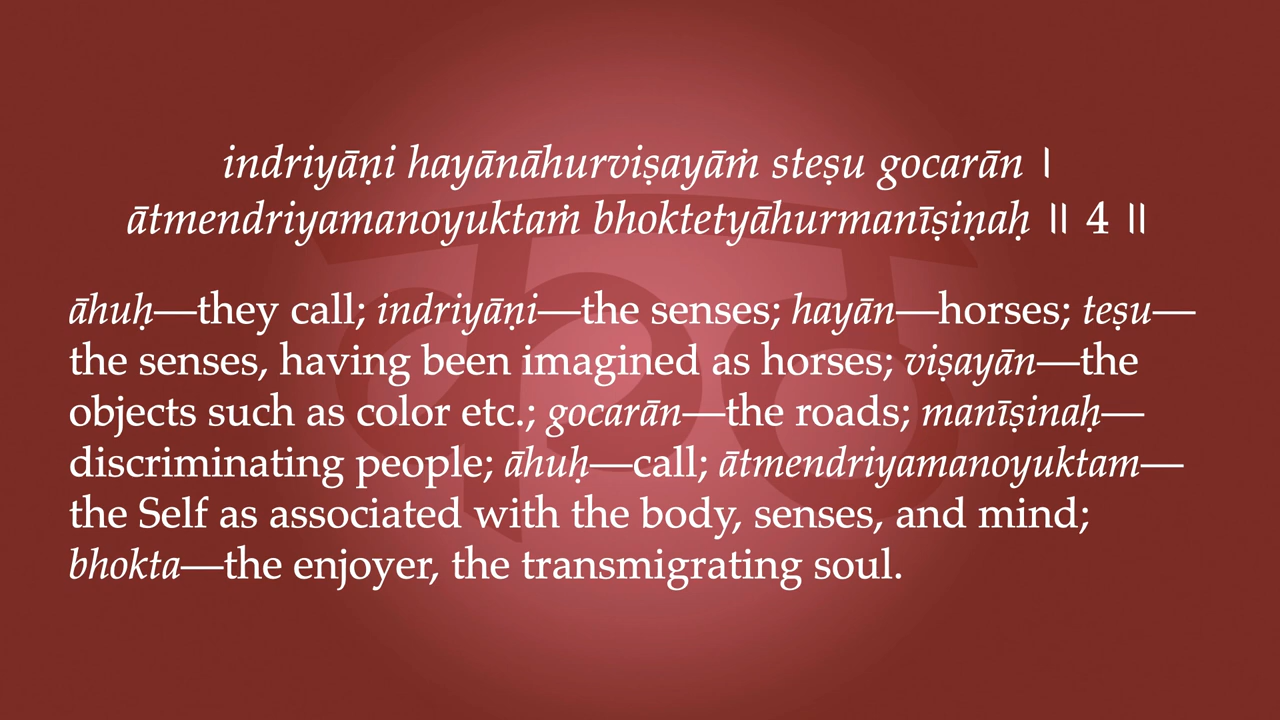 indriyāṇi hayānāhurviṣayāṁ steṣu gocarān ।
ātmendriyamanoyuktaṁ bhoktetyāhurmanīṣiṇaḥ ॥ 4 ॥
āhuḥ—they call; indriyāṇi—the senses; hayān—horses; teṣu—
the senses, having been imagined as horses; viṣayān—the
objects such as color etc.; gocarān—the roads; manīṣinaḥ—
discriminating people; āhuḥ—call; ātmendriyamanoyuktam—
the Self as associated with the body, senses, and mind;
bhokta—the enjoyer, the transmigrating soul.
कठ